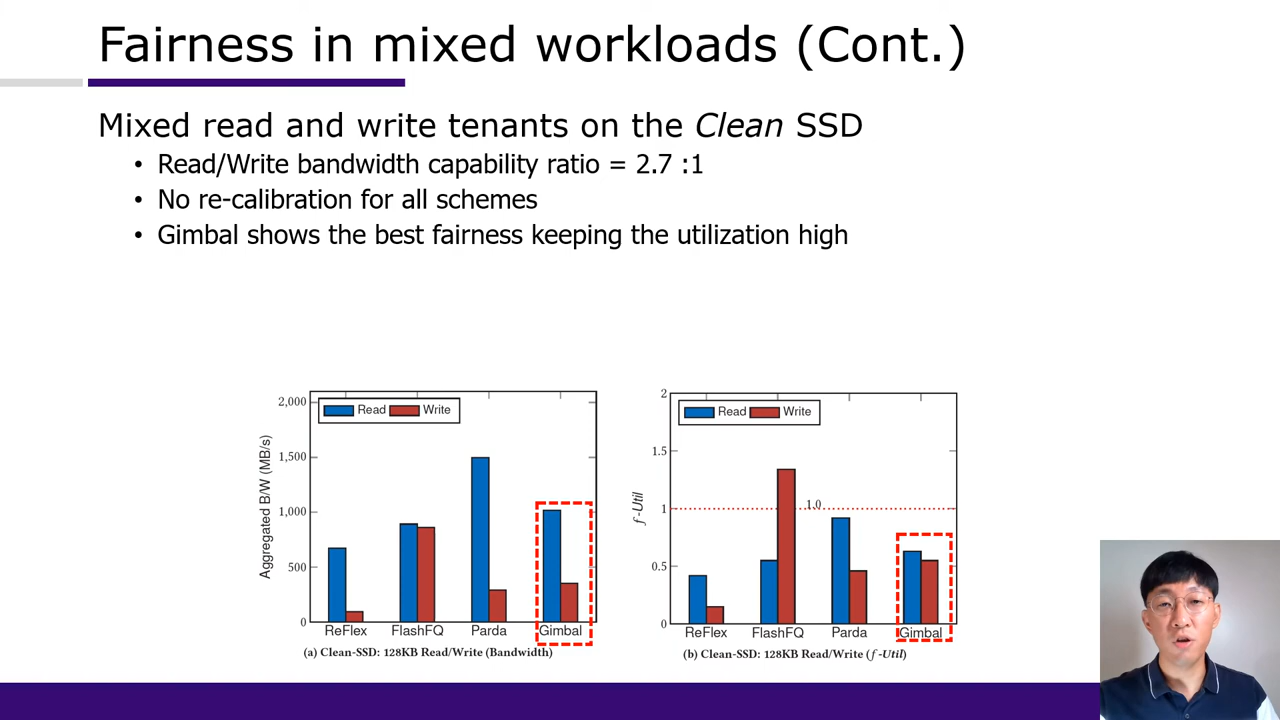 Fairness in mixed workloads (Cont.)
Mixed read and write tenants on the Clean SSD
• Read/Write bandwidth capability ratio = 2.7 :1
• No re-calibration for all schemes
• Gimbal shows the best fairness keeping the utilization high
Aggregated B/W (MB/s)
2,000
1,500
1,000
500
0
Read Write
ReFlex FlashFQ Parda Gimbal
(a) Clean-SSD: 128KB Read/Write (Bandwidth)
f-Util
2
1.5
1
0.5
0
Read Write
1.0
ReFlex FlashFQ Parda Gimbal
(b) Clean-SSD: 128KB Read/Write (f-Util)